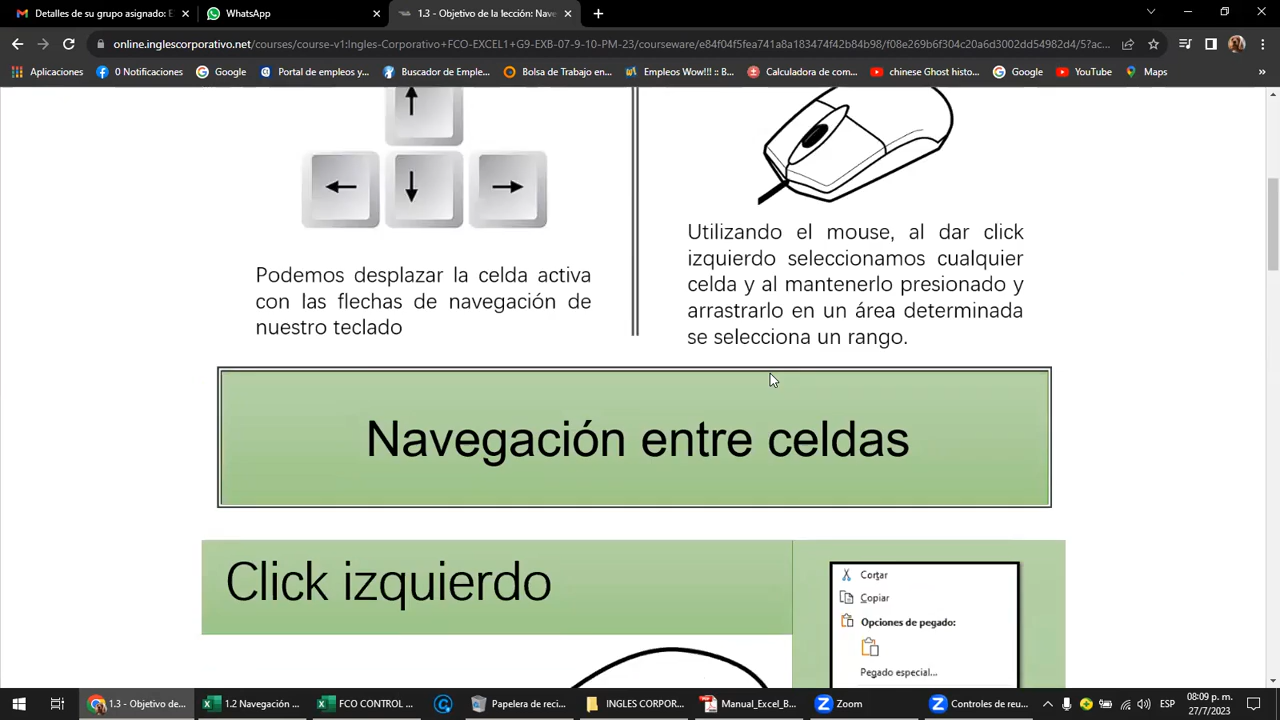 Detalles de su grupo asignado: E
WhatsApp
1.3 - Objetivo de la lección: Nave
online.inglescorporativo.net/courses/course-v1:Ingles-Corporativo+FCO-EXCEL1+G9-EXB-07-9-10-PM-23/courseware/e84f04f5fea741a8a183474f42b84b98/f08e269b6f304c20a6d3002dd54982d4/5?ac...
Aplicaciones
0 Notificaciones
Google
Portal de empleos y...
Buscador de Emple...
Bolsa de Trabajo en...
Empleos Wow!!! :: B...
Calculadora de com...
chinese Ghost histo...
Google
YouTube
Maps
»
Podemos desplazar la celda activa
con las flechas de navegación de
nuestro teclado
Utilizando el mouse, al dar click
izquierdo seleccionamos cualquier
celda y al mantenerlo presionado y
arrastrarlo en un área determinada
se selecciona un rango.
Navegación entre celdas
Click izquierdo
Cortar
Copiar
Opciones de pegado:
Pegado especial...
1.3 - Objetivo de...
1.2 Navegación ...
FCO CONTROL ...
Papelera de reci...
INGLES CORPOR...
Manual_Excel_B...
Zoom
Controles de reu...
ESP
08:09 p. m.
27/7/2023